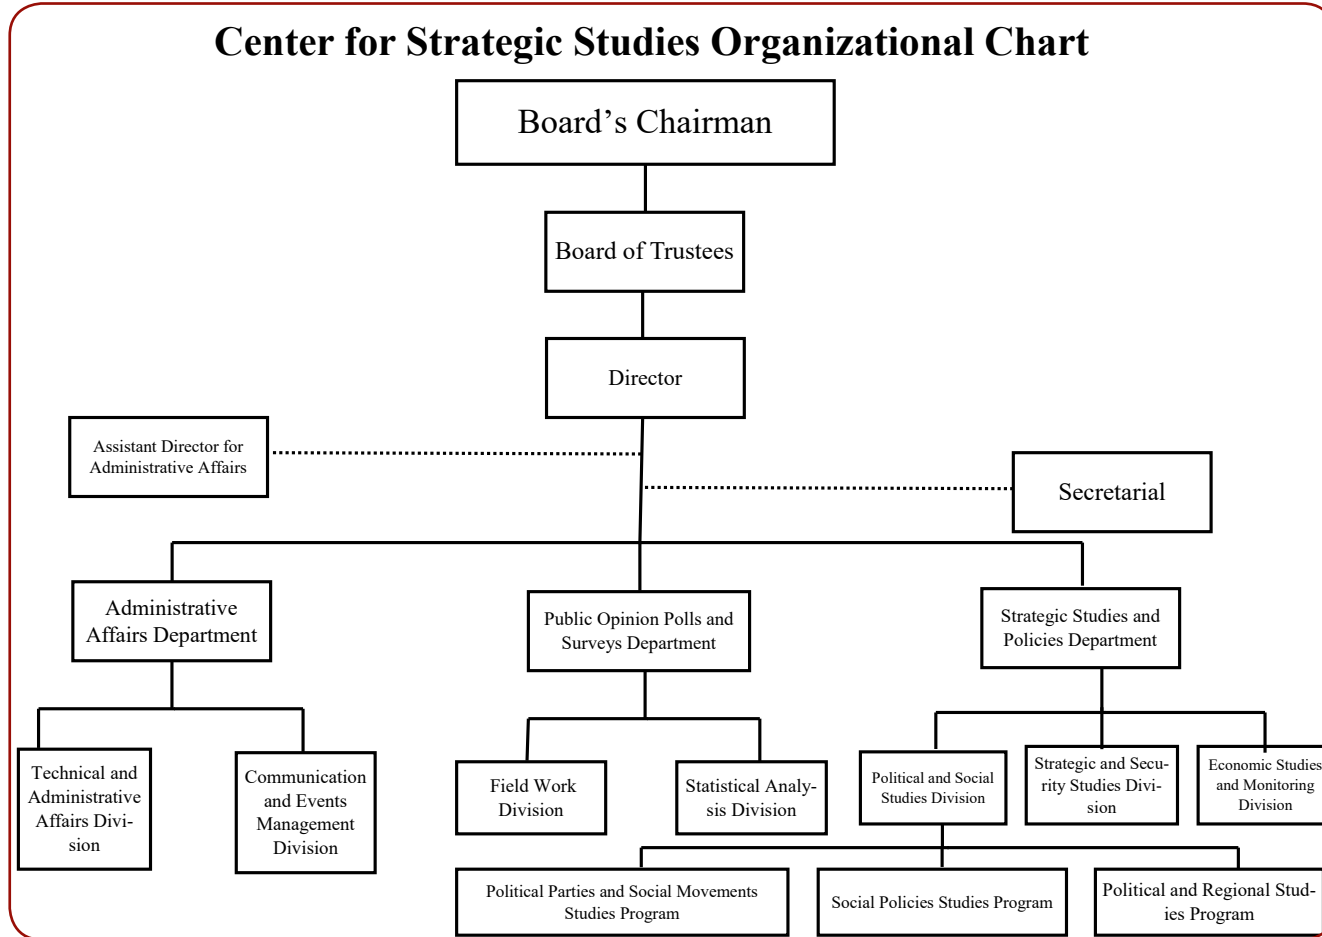 Center for Strategic Studies Organizational Chart
Board’s Chairman
Board of Trustees
Director
Assistant Director for
Administrative Affairs
Secretarial
Administrative
Affairs Department
Public Opinion Polls and
Surveys Department
Strategic Studies and
Policies Department
Technical and
Administrative
Affairs Divi-
sion
Communication
and Events
Management
Division
Field Work
Division
Statistical Analy-
sis Division
Political and Social
Studies Division
Strategic and Secu-
rity Studies Divi-
sion
Economic Studies
and Monitoring
Division
Political Parties and Social Movements
Studies Program
Social Policies Studies Program
Political and Regional Stud-
ies Program